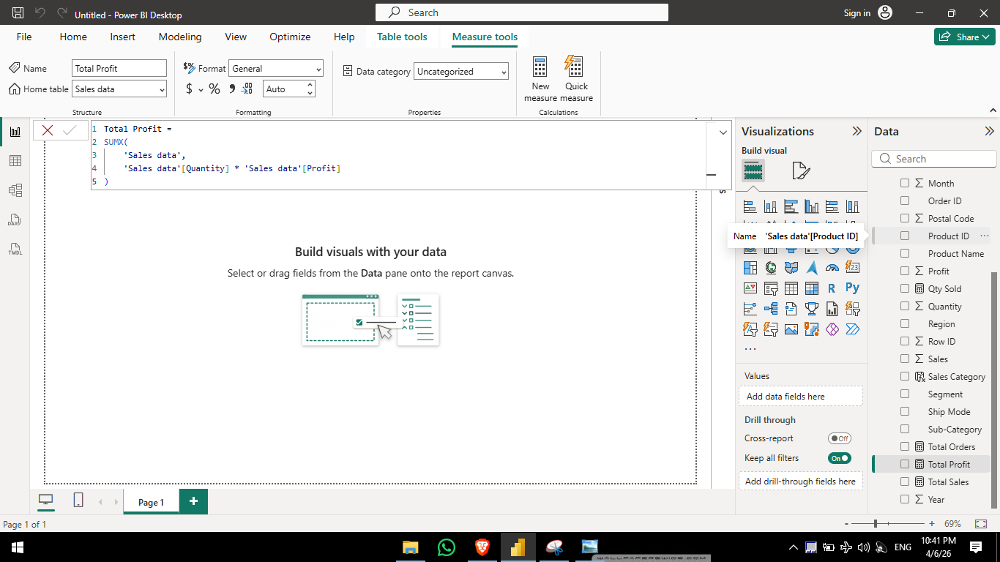 Untitled - Power BI Desktop
Search
Sign in
File Home Insert Modeling View Optimize Help Table tools Measure tools
Share
Name Total Profit
Home table Sales data
Structure
$% Format General
$ % 9 Auto
Formatting
Data category Uncategorized
Properties
New measure
Quick measure
Calculations
1 Total Profit =
2 SUMX(
3 'Sales data',
4 'Sales data'[Quantity] * 'Sales data'[Profit]
5 )
Build visuals with your data
Select or drag fields from the Data pane onto the report canvas.
DAX
TMDL
Visualizations
Build visual
Name 'Sales data'[Product ID]
123
R Py
...
Values
Add data fields here
Drill through
Cross-report Off
Keep all filters On
Add drill-through fields here
Data
Search
Month
Order ID
Postal Code
Product ID ...
Product Name
Profit
Qty Sold
Quantity
Region
Row ID
Sales
Sales Category
Segment
Ship Mode
Sub-Category
Total Orders
Total Profit
Total Sales
Year
Page 1 +
Page 1 of 1
- + 69%
ENG
10:41 PM
4/6/26